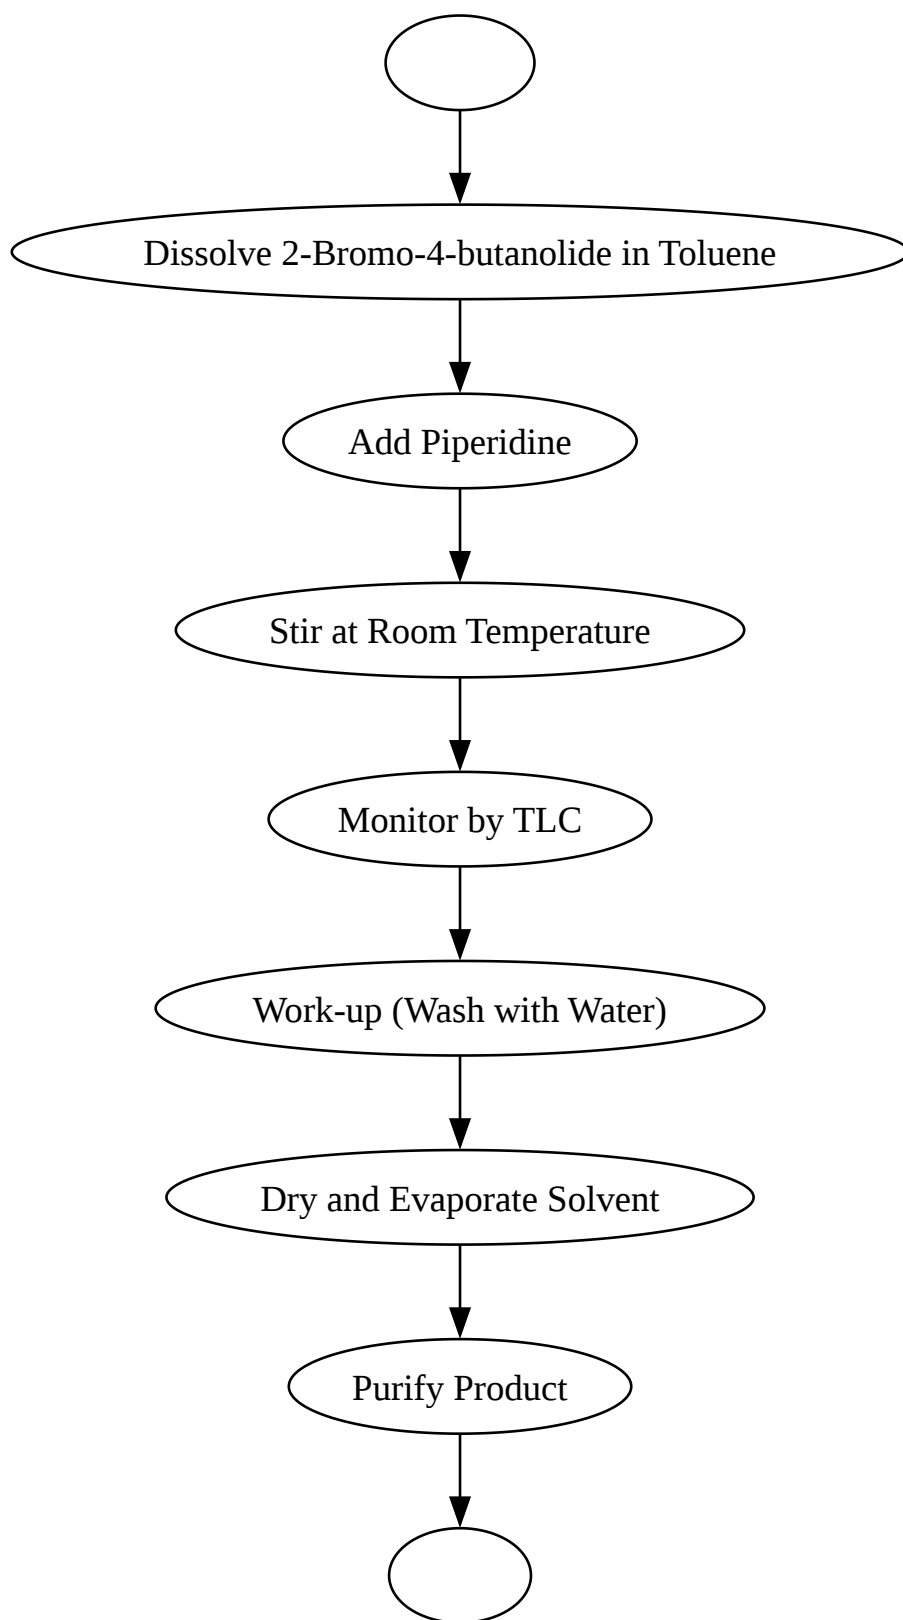 Dissolve 2-Bromo-4-butanolide in Toluene
Add Piperidine
Stir at Room Temperature
Monitor by TLC
Work-up (Wash with Water)
Dry and Evaporate Solvent
Purify Product